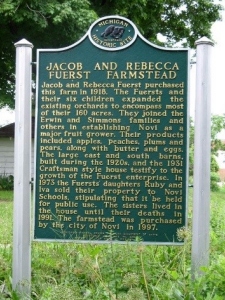 MICHIGAN
HISTORIC SITE
JACOB AND REBECCA
FUERST FARMSTEAD
Jacob and Rebecca Fuerst purchased
this farm in 1918. The Fuersts and
their six children expanded the
existing orchards to encompass most
of their 160 acres. They joined the
Erwin and Simmons families and
others in establishing Novi as a
major fruit grower. Their products
included apples, peaches, plums and
pears, along with butter and eggs.
The large east and south barns,
built during the 1920s, and the 1931
Craftsman style house testify to the
growth of the Fuerst enterprise. In
1975 the Fuersts' daughters Ruby and
Iva sold their property to Novi
Schools, stipulating that it be held
for public use. The sisters lived in
the house until their deaths in
1991. The farmstead was purchased
by the city of Novi in 1997.